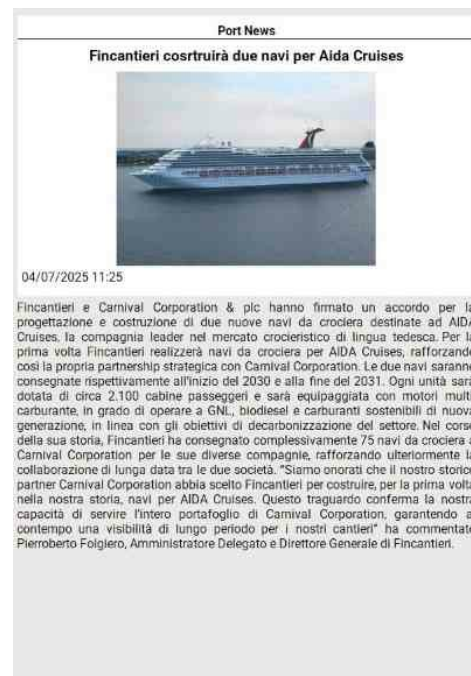 Port News
Fincantieri cosrtruirà due navi per Aida Cruises
04/07/2025 11:25
Fincantieri e Carnival Corporation & plc hanno firmato un accordo per
progettazione e costruzione di due nuove navi da crociera destinate ad AIDA
Cruises, la compagnia leader nel mercato crocieristico di lingua tedesca. Per la
prima volta Fincantieri realizzerà navi da crociera per AIDA Cruises, rafforzando
così la propria partnership strategica con Carnival Corporation. Le due navi saranno
consegnate rispettivamente all'inizio del 2030 e alla fine del 2031. Ogni unità
dotata di circa 2.100 cabine passeggeri e sarà equipaggiata con motori multi
carburante, in grado di operare a GNL, biodiesel e carburanti sostenibili di nuova
generazione, in linea con gli obiettivi di decarbonizzazione del settore. Nel corso
della sua storia, Fincantieri ha consegnato complessivamente 75 navi da crociera
Carnival Corporation per le sue diverse compagnie, rafforzando ulteriormente la
collaborazione di lunga data tra le due società. "Siamo onorati che il nostro storico
partner Carnival Corporation abbia scelto Fincantieri per costruire, per la prima volta
nella nostra storia, navi per AIDA Cruises. Questo traguardo conferma la nostra
capacità di servire l'intero portafoglio di Carnival Corporation, garantendo
contempo una visibilità di lungo periodo per i nostri cantieri" ha commentato
Pierroberto Folgiero, Amministratore Delegato e Direttore Generale di Fincantieri.